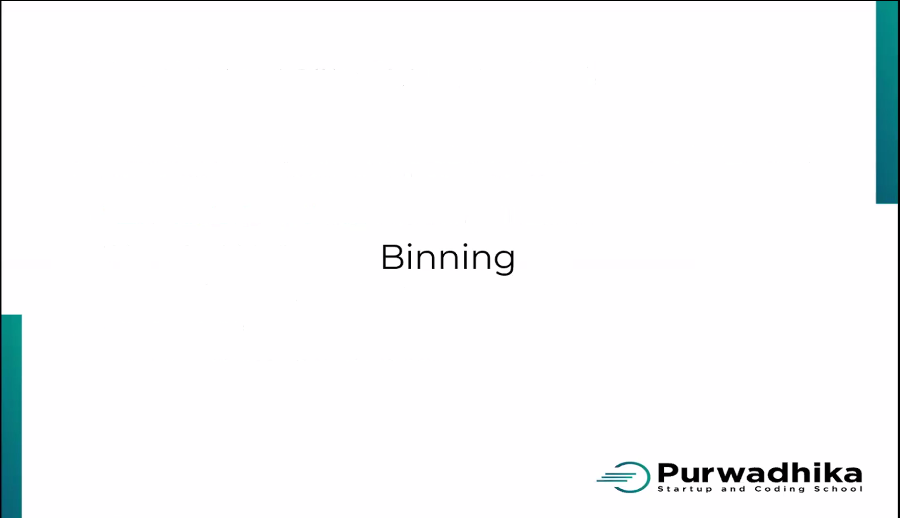 Binning
Purwadhika
Startup and Coding School